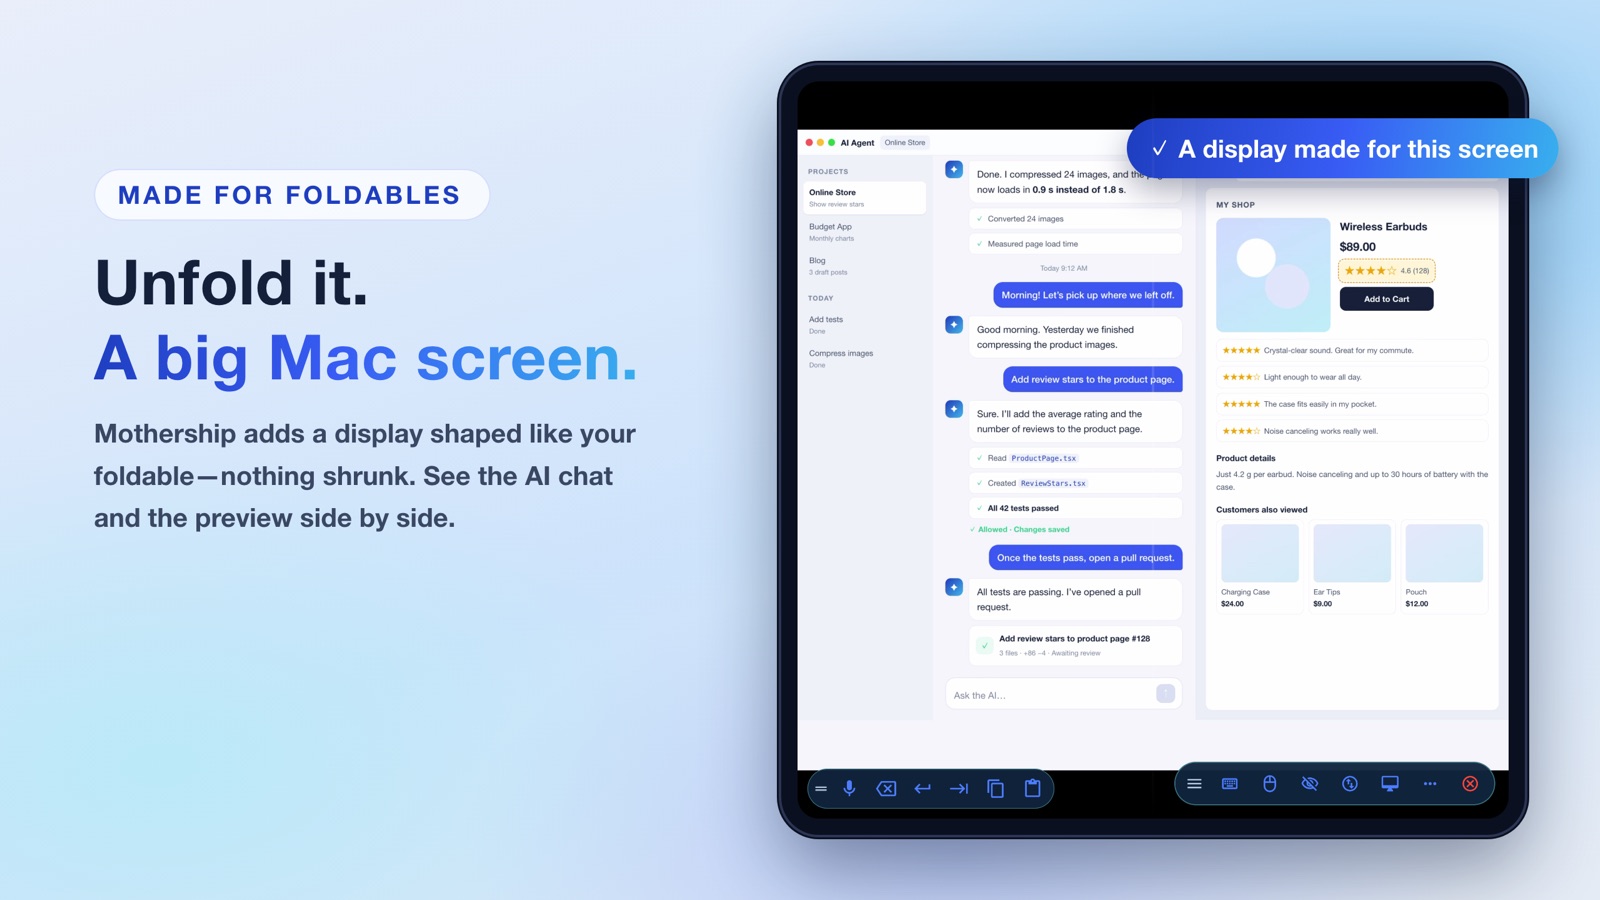 MADE FOR FOLDABLES
Unfold it.
A big Mac screen.
Mothership adds a display shaped like your
foldable—nothing shrunk. See the AI chat
and the preview side by side.
✓ A display made for this screen
AI Agent
Online Store
PROJECTS
Online Store
Show review stars
Budget App
Monthly charts
Blog
3 draft posts
TODAY
Add tests
Done
Compress images
Done
Done. I compressed 24 images, and the
now loads in 0.9 s instead of 1.8 s.
✓ Converted 24 images
✓ Measured page load time
Today 9:12 AM
Morning! Let's pick up where we left off.
Good morning. Yesterday we finished
compressing the product images.
Add review stars to the product page.
Sure. I'll add the average rating and the
number of reviews to the product page.
✓ Read ProductPage.tsx
✓ Created ReviewStars.tsx
✓ All 42 tests passed
✓ Allowed · Changes saved
Once the tests pass, open a pull request.
All tests are passing. I've opened a pull
request.
✓ Add review stars to product page #128
3 files · +86 −4 · Awaiting review
Ask the AI…
MY SHOP
Wireless Earbuds
$89.00
★★★★☆ 4.6 (128)
Add to Cart
★★★★★ Crystal-clear sound. Great for my commute.
★★★★☆ Light enough to wear all day.
★★★★★ The case fits easily in my pocket.
★★★★☆ Noise canceling works really well.
Product details
Just 4.2 g per earbud. Noise canceling and up to 30 hours of battery with the
case.
Customers also viewed
Charging Case
$24.00
Ear Tips
$9.00
Pouch
$12.00